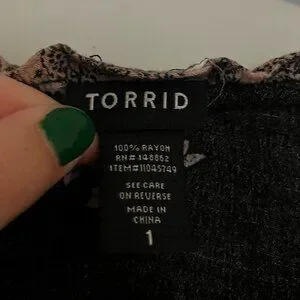 TORRID
100% RAYON
RN# 148862
ITEM#11045749
SEE CARE
ON REVERSE
MADE IN
CHINA
1